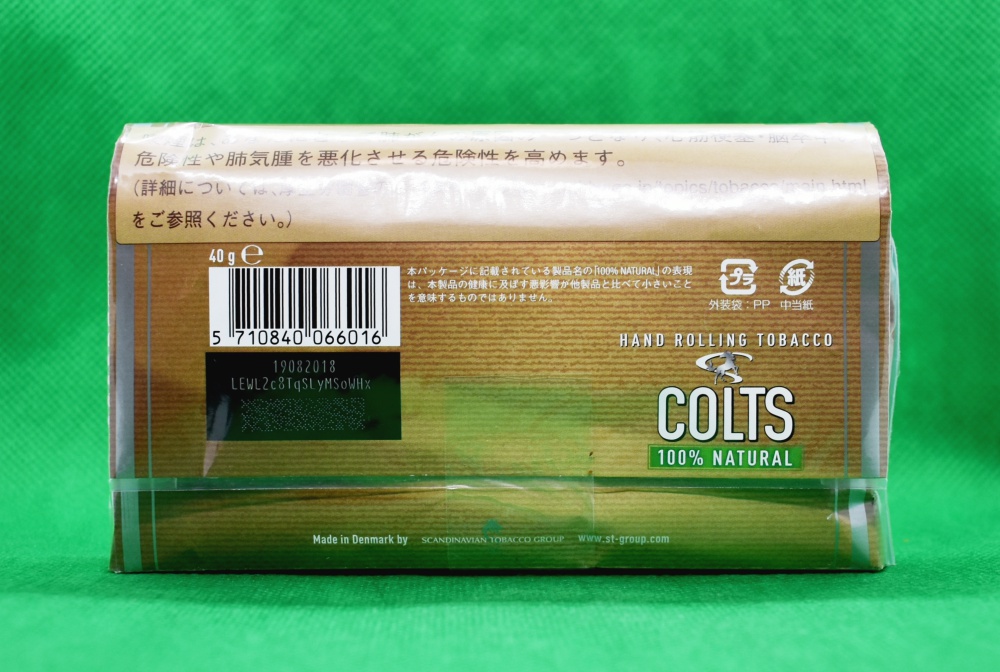 危険性や肺気腫を悪化させる危険性を高めます。
(詳細については、
/topics/tobacco/main.html
をご参照ください。)
40 g e
5 710840 066016
本パッケージに記載されている製品名の「100% NATURAL」の表現
は、本製品の健康に及ぼす悪影響が他製品と比べて小さいこと
を意味するものではありません。
プラ
紙
外装袋:PP 中当紙
19082018
LEWL2c8TqSLyMSoWHx
HAND ROLLING TOBACCO
COLTS
100% NATURAL
Made in Denmark by SCANDINAVIAN TOBACCO GROUP www.st-group.com